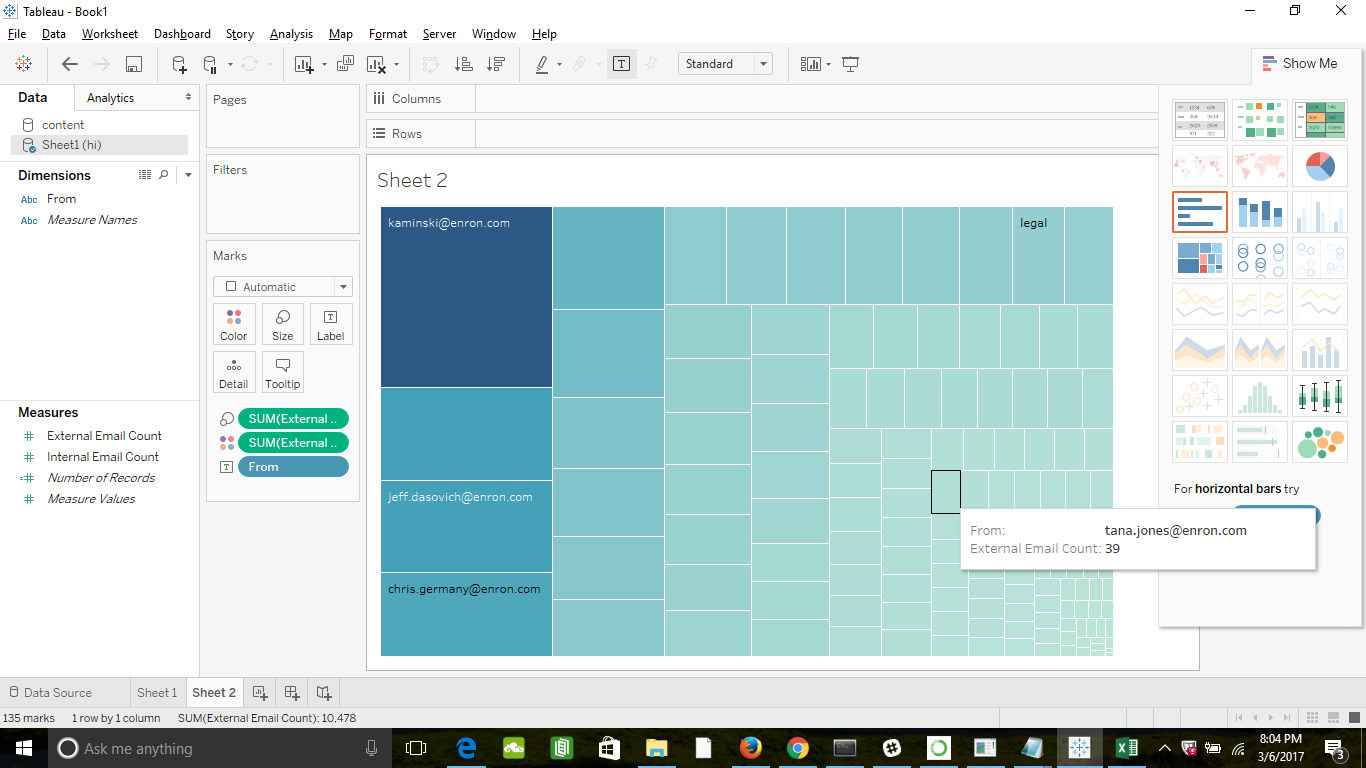 Tableau - Book1
File Data Worksheet Dashboard Story Analysis Map Format Server Window Help
Standard
Show Me
Data Analytics
content
Sheet1 (hi)
Dimensions
Abc From
Abc Measure Names
Measures
External Email Count
Internal Email Count
Number of Records
Measure Values
Pages
Filters
Marks
Automatic
Color Size Label
Detail Tooltip
SUM(External ..
SUM(External ..
From
Columns
Rows
Sheet 2
kaminski@enron.com
legal
jeff.dasovich@enron.com
chris.germany@enron.com
From: tana.jones@enron.com
External Email Count: 39
For horizontal bars try
Data Source Sheet 1 Sheet 2
135 marks 1 row by 1 column SUM(External Email Count): 10,478
Ask me anything
8:04 PM
3/6/2017
3